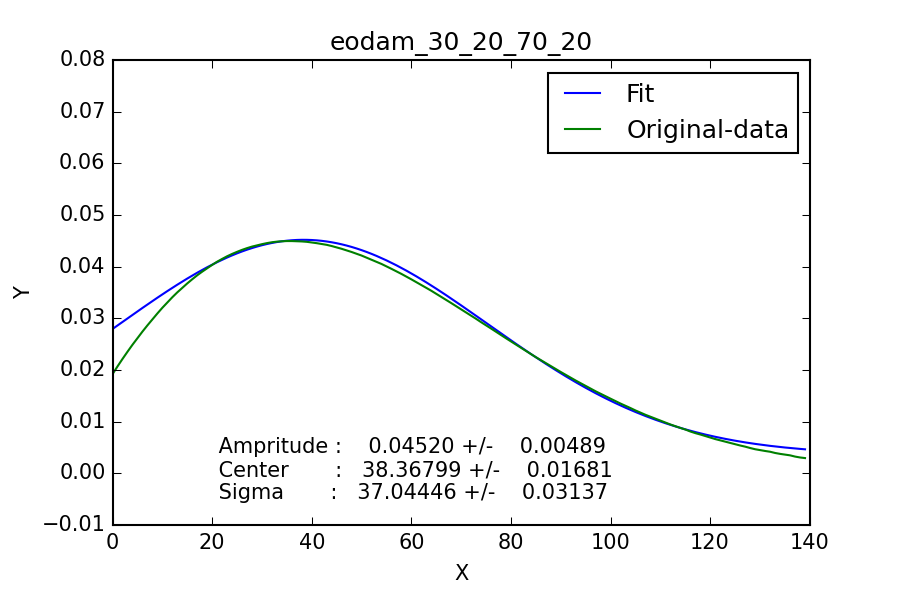 eodam_30_20_70_20
0.08
0.07
0.06
0.05
0.04
0.03
0.02
0.01
0.00
−0.01
Y
Fit
Original-data
Ampritude : 0.04520 +/- 0.00489
Center : 38.36799 +/- 0.01681
Sigma : 37.04446 +/- 0.03137
0 20 40 60 80 100 120 140
X